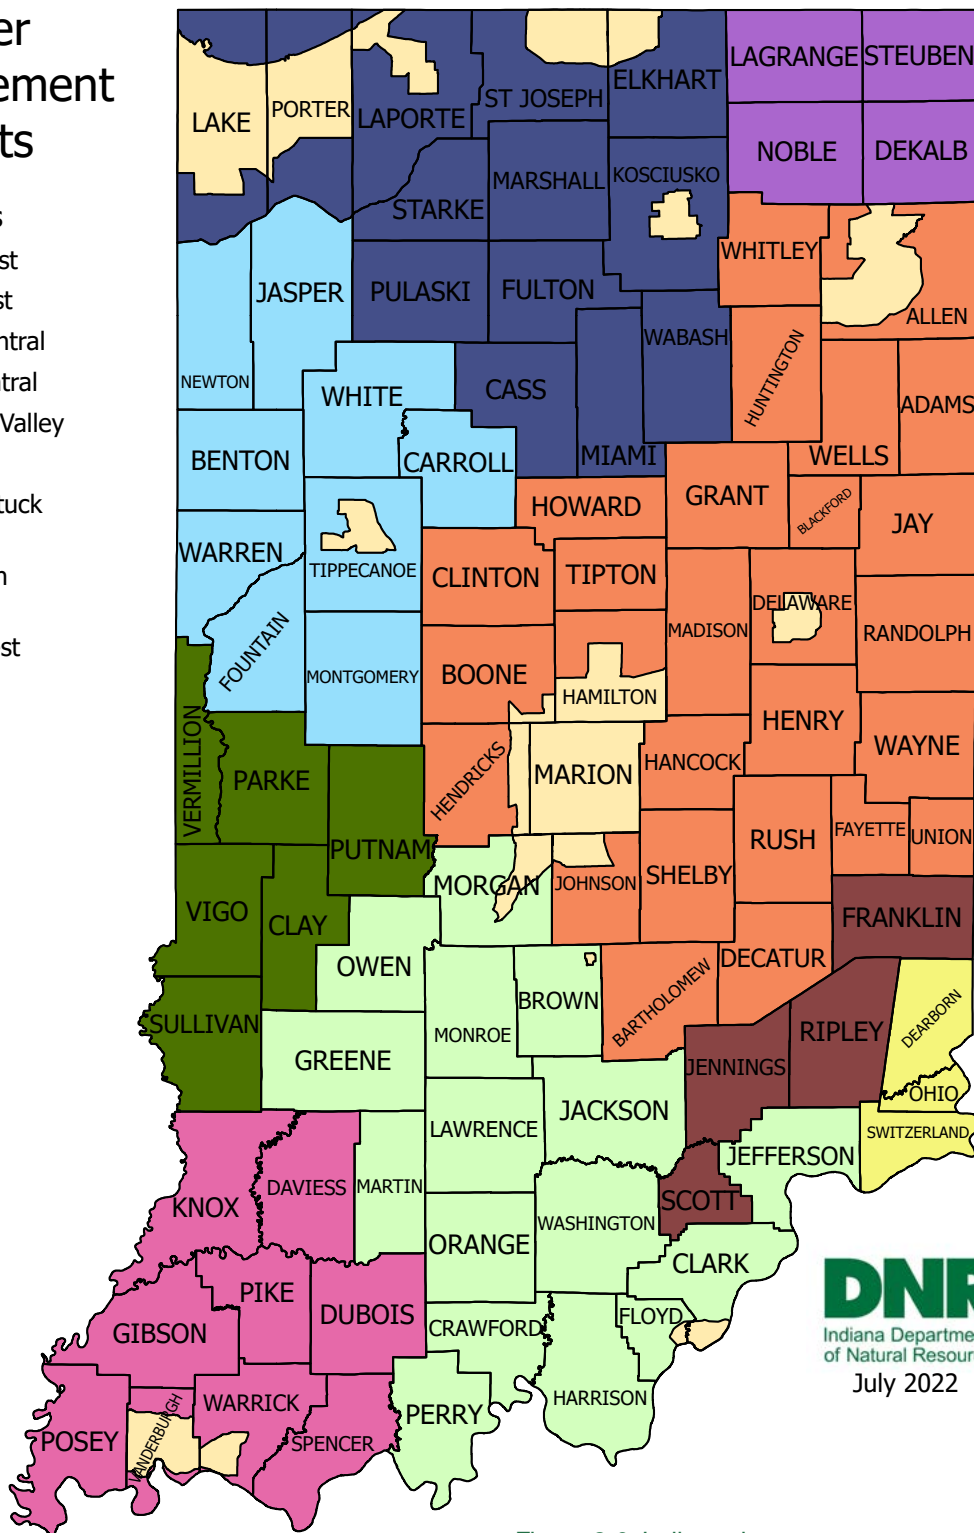 er
ement
ts
s
st
st
ntral
tral
Valley
tuck
n
st
LAGRANGE STEUBEN
ELKHART
ST JOSEPH
LAKE PORTER LAPORTE
NOBLE DEKALB
MARSHALL KOSCIUSKO
STARKE
WHITLEY
JASPER PULASKI FULTON
ALLEN
WABASH
NEWTON WHITE CASS HUNTINGTON
ADAMS
BENTON CARROLL MIAMI WELLS
HOWARD GRANT BLACKFORD JAY
WARREN TIPPECANOE CLINTON TIPTON
DELAWARE
FOUNTAIN MADISON RANDOLPH
MONTGOMERY BOONE HAMILTON
HENRY
VERMILLION PARKE HENDRICKS MARION HANCOCK WAYNE
PUTNAM RUSH FAYETTE UNION
MORGAN JOHNSON SHELBY
VIGO CLAY FRANKLIN
OWEN DECATUR
BROWN BARTHOLOMEW
SULLIVAN MONROE RIPLEY DEARBORN
GREENE JENNINGS
OHIO
JACKSON
LAWRENCE SWITZERLAND
JEFFERSON
DAVIESS MARTIN
KNOX SCOTT
WASHINGTON
ORANGE
CLARK
PIKE
DUBOIS FLOYD
GIBSON CRAWFORD
WARRICK HARRISON
PERRY
POSEY VANDERBURGH SPENCER
DNR
Indiana Departme
of Natural Resour
July 2022